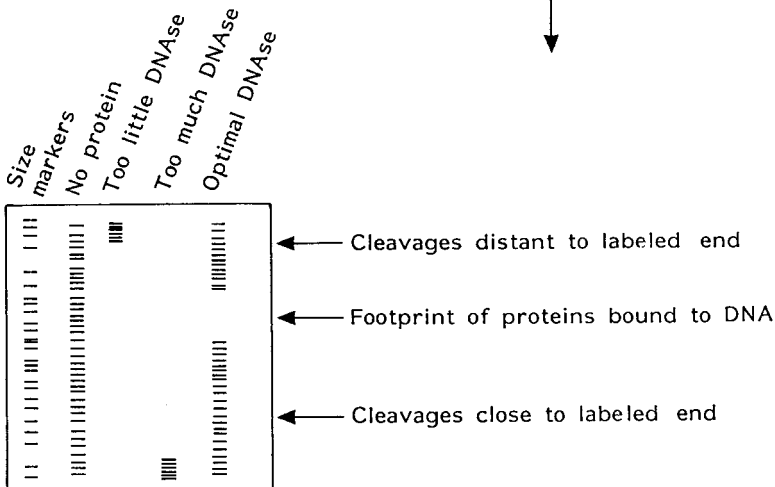 Size
markers
No protein
Too little DNAse
Too much DNAse
Optimal DNAse
Cleavages distant to labeled end
Footprint of proteins bound to DNA
Cleavages close to labeled end